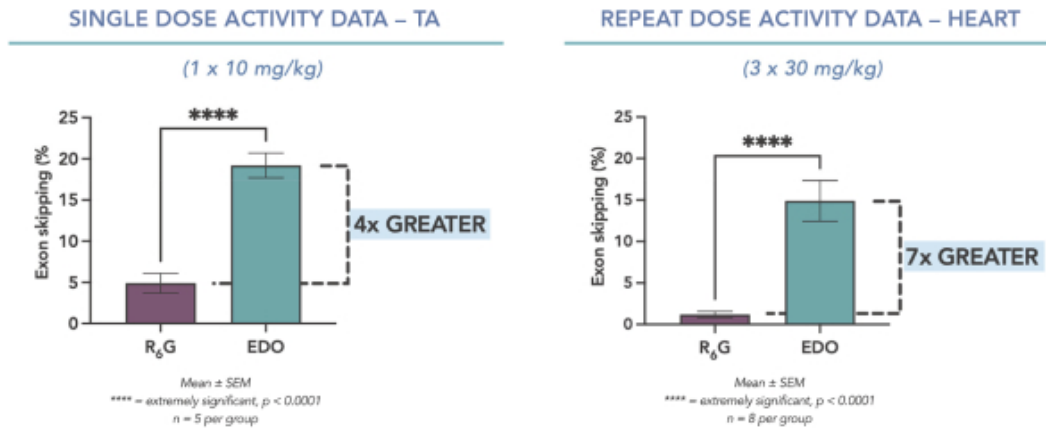 SINGLE DOSE ACTIVITY DATA – TA
(1 x 10 mg/kg)
****
25
20
15
10
5
0
Exon skipping (%
4x GREATER
R₆G
EDO
Mean ± SEM
**** = extremely significant, p < 0.0001
n = 5 per group
REPEAT DOSE ACTIVITY DATA – HEART
(3 x 30 mg/kg)
****
25
20
15
10
5
0
Exon skipping (%)
7x GREATER
R₆G
EDO
Mean ± SEM
**** = extremely significant, p < 0.0001
n = 8 per group